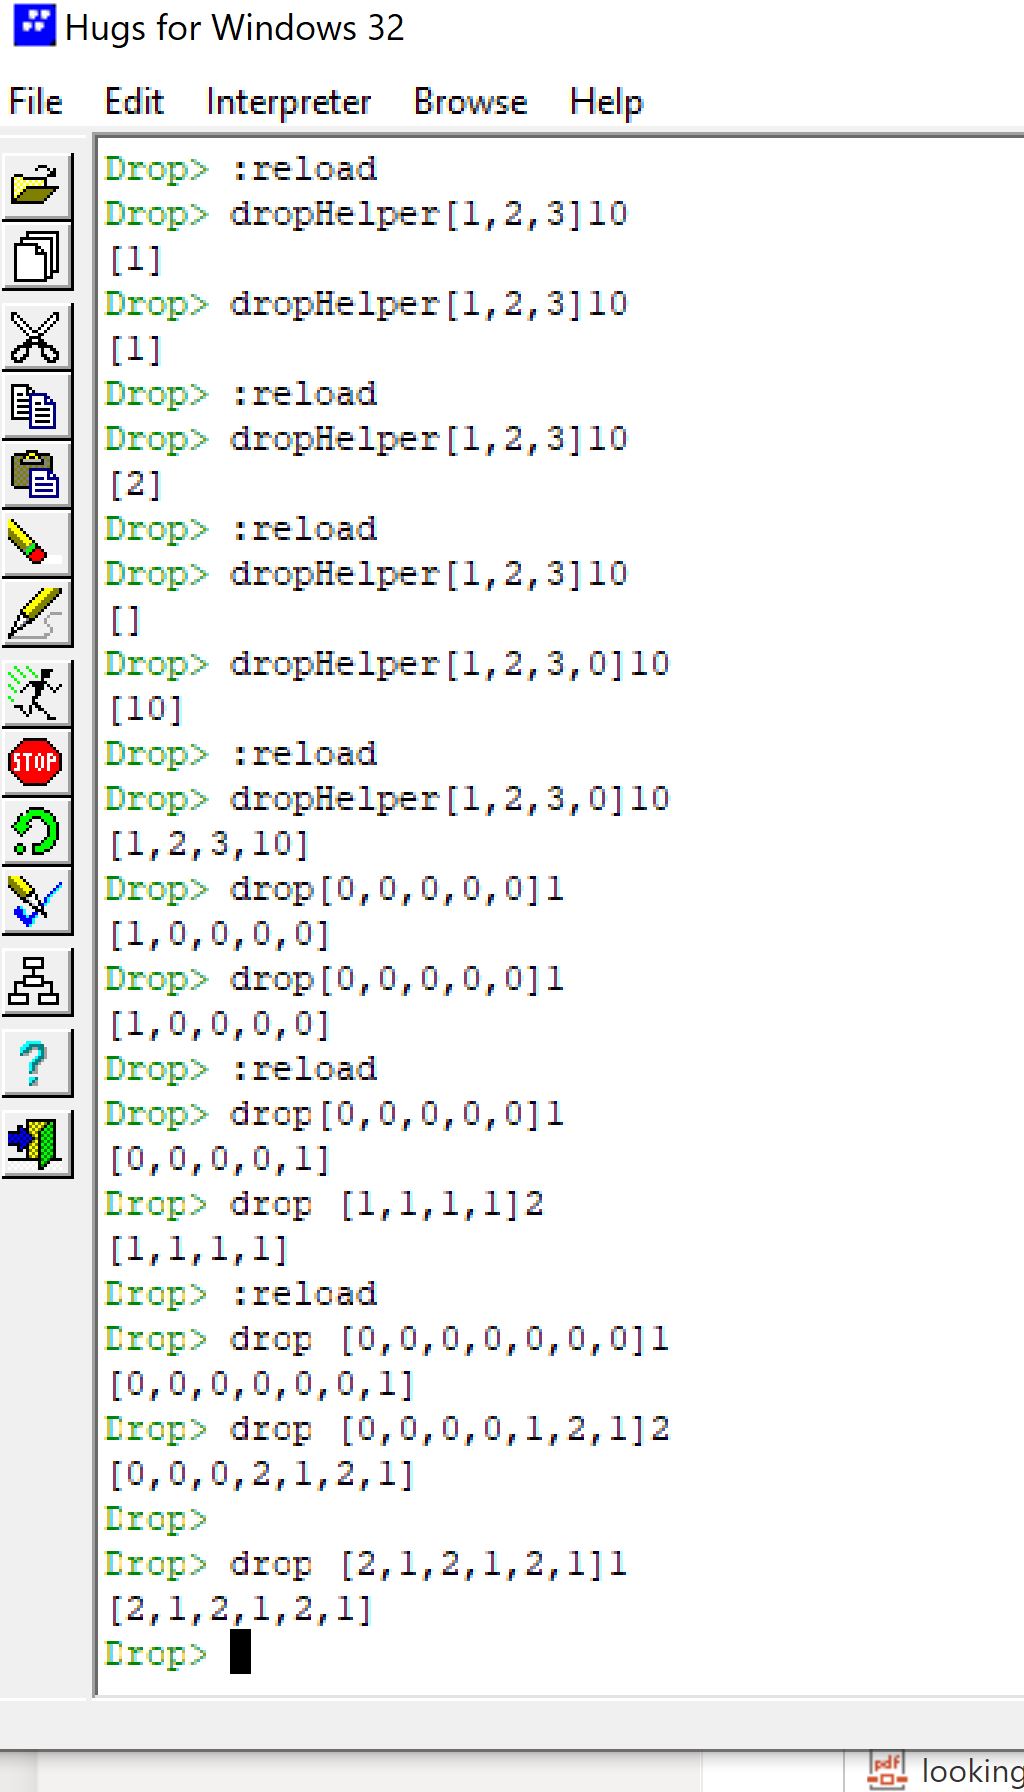 Hugs for Windows 32
File Edit Interpreter Browse Help
Drop> :reload
Drop> dropHelper[1,2,3]10
[1]
Drop> dropHelper[1,2,3]10
[1]
Drop> :reload
Drop> dropHelper[1,2,3]10
[2]
Drop> :reload
Drop> dropHelper[1,2,3]10
[]
Drop> dropHelper[1,2,3,0]10
[10]
Drop> :reload
Drop> dropHelper[1,2,3,0]10
[1,2,3,10]
Drop> drop[0,0,0,0,0]1
[1,0,0,0,0]
Drop> drop[0,0,0,0,0]1
[1,0,0,0,0]
Drop> :reload
Drop> drop[0,0,0,0,0]1
[0,0,0,0,1]
Drop> drop [1,1,1,1]2
[1,1,1,1]
Drop> :reload
Drop> drop [0,0,0,0,0,0,0]1
[0,0,0,0,0,0,1]
Drop> drop [0,0,0,0,1,2,1]2
[0,0,0,2,1,2,1]
Drop>
Drop> drop [2,1,2,1,2,1]1
[2,1,2,1,2,1]
Drop>
STOP
?
pdf
looking